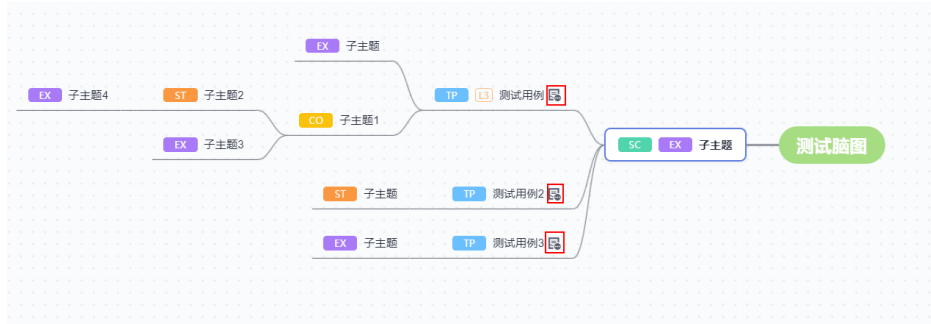 EX 子主题
EX 子主题4
ST 子主题2
TP L3 测试用例
CO 子主题1
EX 子主题3
SC EX 子主题
测试脑图
ST 子主题
TP 测试用例2
EX 子主题
TP 测试用例3